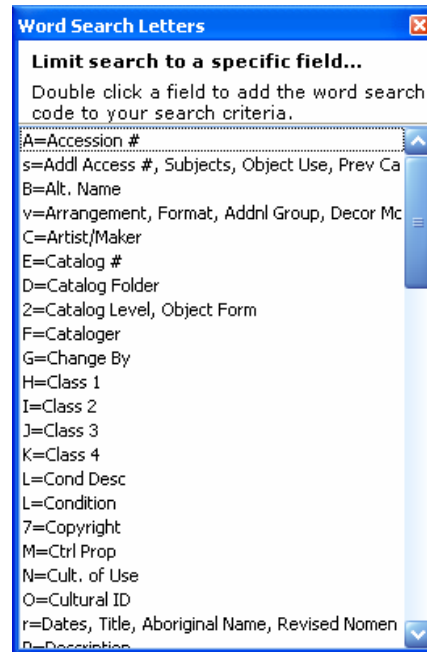 Word Search Letters
Limit search to a specific field...
Double click a field to add the word search
code to your search criteria.
A=Accession #
s=Addl Access #, Subjects, Object Use, Prev Ca
B=Alt. Name
v=Arrangement, Format, Addnl Group, Decor Mc
C=Artist/Maker
E=Catalog #
D=Catalog Folder
2=Catalog Level, Object Form
F=Cataloger
G=Change By
H=Class 1
I=Class 2
J=Class 3
K=Class 4
L=Cond Desc
L=Condition
7=Copyright
M=Ctrl Prop
N=Cult. of Use
O=Cultural ID
r=Dates, Title, Aboriginal Name, Revised Nomen